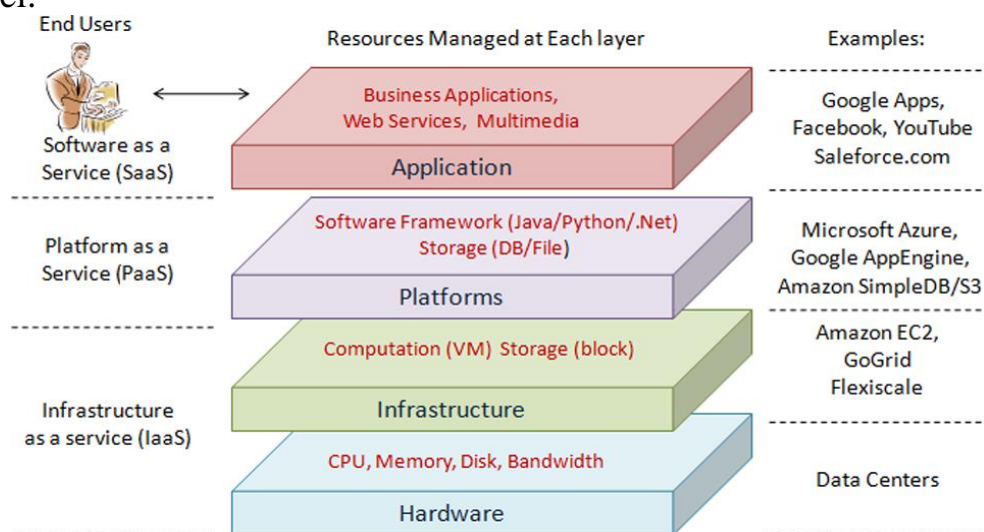 er.
End Users
Resources Managed at Each layer
Examples:
Business Applications,
Web Services, Multimedia
Application
Software as a
Service (SaaS)
Google Apps,
Facebook, YouTube
Saleforce.com
Software Framework (Java/Python/.Net)
Storage (DB/File)
Platforms
Platform as a
Service (PaaS)
Microsoft Azure,
Google AppEngine,
Amazon SimpleDB/S3
Computation (VM) Storage (block)
Infrastructure
Amazon EC2,
GoGrid
Flexiscale
Infrastructure
as a service (IaaS)
CPU, Memory, Disk, Bandwidth
Hardware
Data Centers